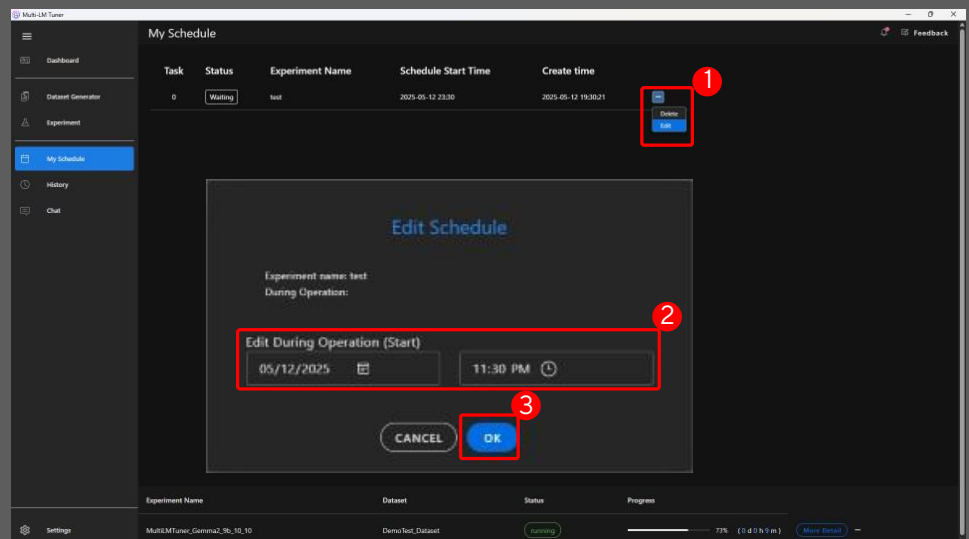 Multi-LM Tuner
My Schedule
Feedback
Dashboard
Dataset Generator
Experiment
My Schedule
History
Chat
Settings
Task Status Experiment Name Schedule Start Time Create time
0 Waiting test 2025-05-12 23:30 2025-05-12 19:30:21
1
Delete
Edit
Edit Schedule
Experiment name: test
During Operation:
2
Edit During Operation (Start)
05/12/2025 11:30 PM
3
CANCEL OK
Experiment Name Dataset Status Progress
MultiLMTuner_Gemma2_9b_10_10 DemoTest_Dataset running 73% ( 0 d 0 h 9 m ) More Detail